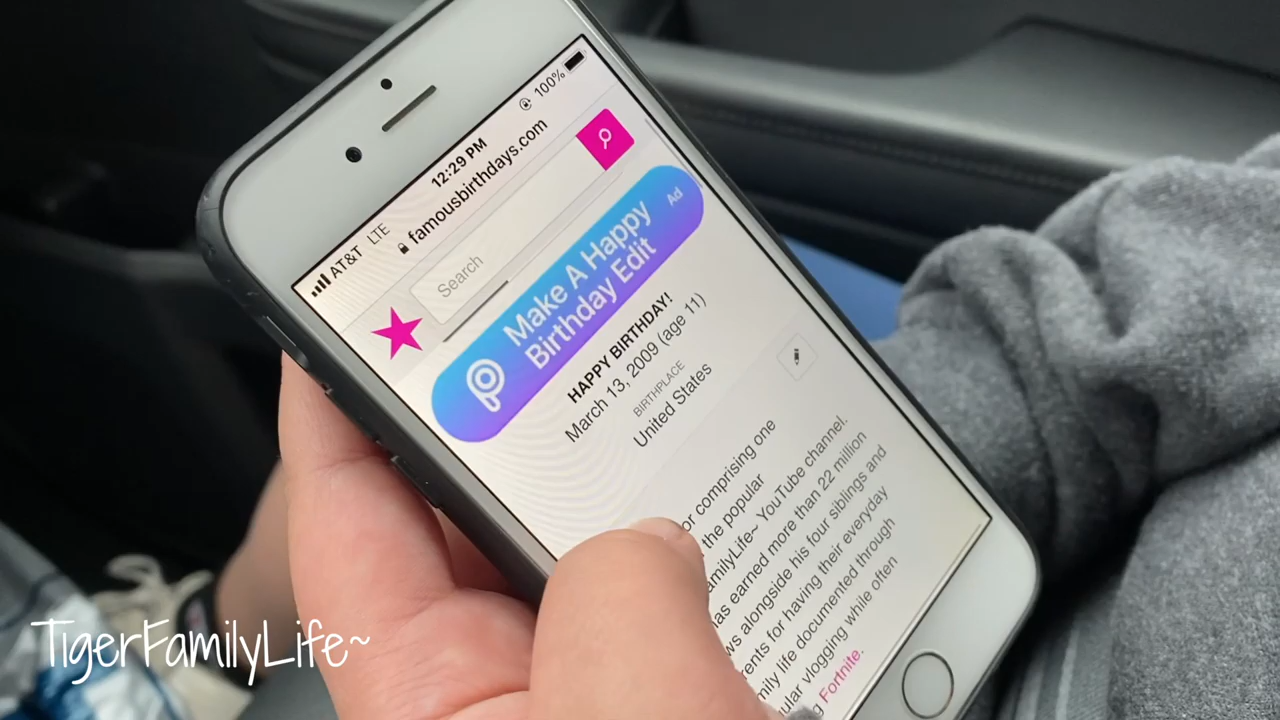 AT&T LTE 12:29 PM 100%
famousbirthdays.com
Search
Make A Happy
Birthday Edit
Ad
HAPPY BIRTHDAY!
March 13, 2009 (age 11)
BIRTHPLACE
United States
comprising one
the popular
YouTube channel.
has earned more than 22 million
alongside his four siblings and
for having their everyday
life documented through
vlogging while often
Fortnite.
TigerFamilyLife~